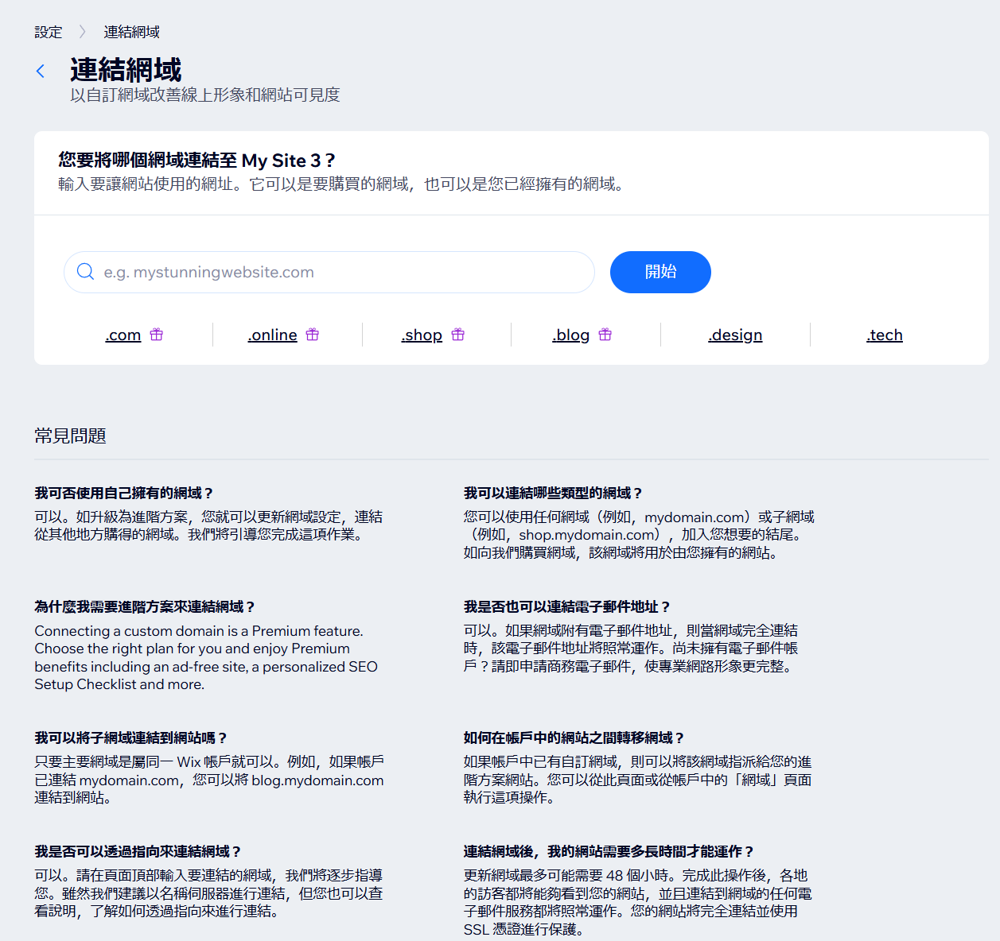 設定 > 連結網域
連結網域
以自訂網域改善線上形象和網站可見度
您要將哪個網域連結至 My Site 3？
輸入要讓網站使用的網址。它可以是要購買的網域，也可以是您已經擁有的網域。
e.g. mystunningwebsite.com
開始
.com
.online
.shop
.blog
.design
.tech
常見問題
我可否使用自己擁有的網域？
可以。如升級為進階方案，您就可以更新網域設定，連結
從其他地方購得的網域。我們將引導您完成這項作業。
我可以連結哪些類型的網域？
您可以使用任何網域（例如，mydomain.com）或子網域
（例如，shop.mydomain.com），加入您想要的結尾。
如向我們購買網域，該網域將用於由您擁有的網站。
為什麼我需要進階方案來連結網域？
Connecting a custom domain is a Premium feature.
Choose the right plan for you and enjoy Premium
benefits including an ad-free site, a personalized SEO
Setup Checklist and more.
我是否也可以連結電子郵件地址？
可以。如果網域附有電子郵件地址，則當網域完全連結
時，該電子郵件地址將照常運作。尚未擁有電子郵件帳
戶？請即申請商務電子郵件，使專業網路形象更完整。
我可以將子網域連結到網站嗎？
只要主要網域是屬同一 Wix 帳戶就可以。例如，如果帳戶
已連結 mydomain.com，您可以將 blog.mydomain.com
連結到網站。
如何在帳戶中的網站之間轉移網域？
如果帳戶中已有自訂網域，則可以將該網域指派給您的進
階方案網站。您可以從此頁面或從帳戶中的「網域」頁面
執行這項操作。
我是否可以透過指向來連結網域？
可以。請在頁面頂部輸入要連結的網域，我們將逐步指導
您。雖然我們建議以名稱伺服器進行連結，但您也可以查
看說明，了解如何透過指向來進行連結。
連結網域後，我的網站需要多長時間才能運作？
更新網域最多可能需要 48 個小時。完成此操作後，各地
的訪客都將能夠看到您的網站，並且連結到網域的任何電
子郵件服務都將照常運作。您的網站將完全連結並使用
SSL 憑證進行保護。